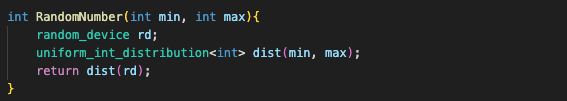 int RandomNumber(int min, int max){
    random_device rd;
    uniform_int_distribution<int> dist(min, max);
    return dist(rd);
}